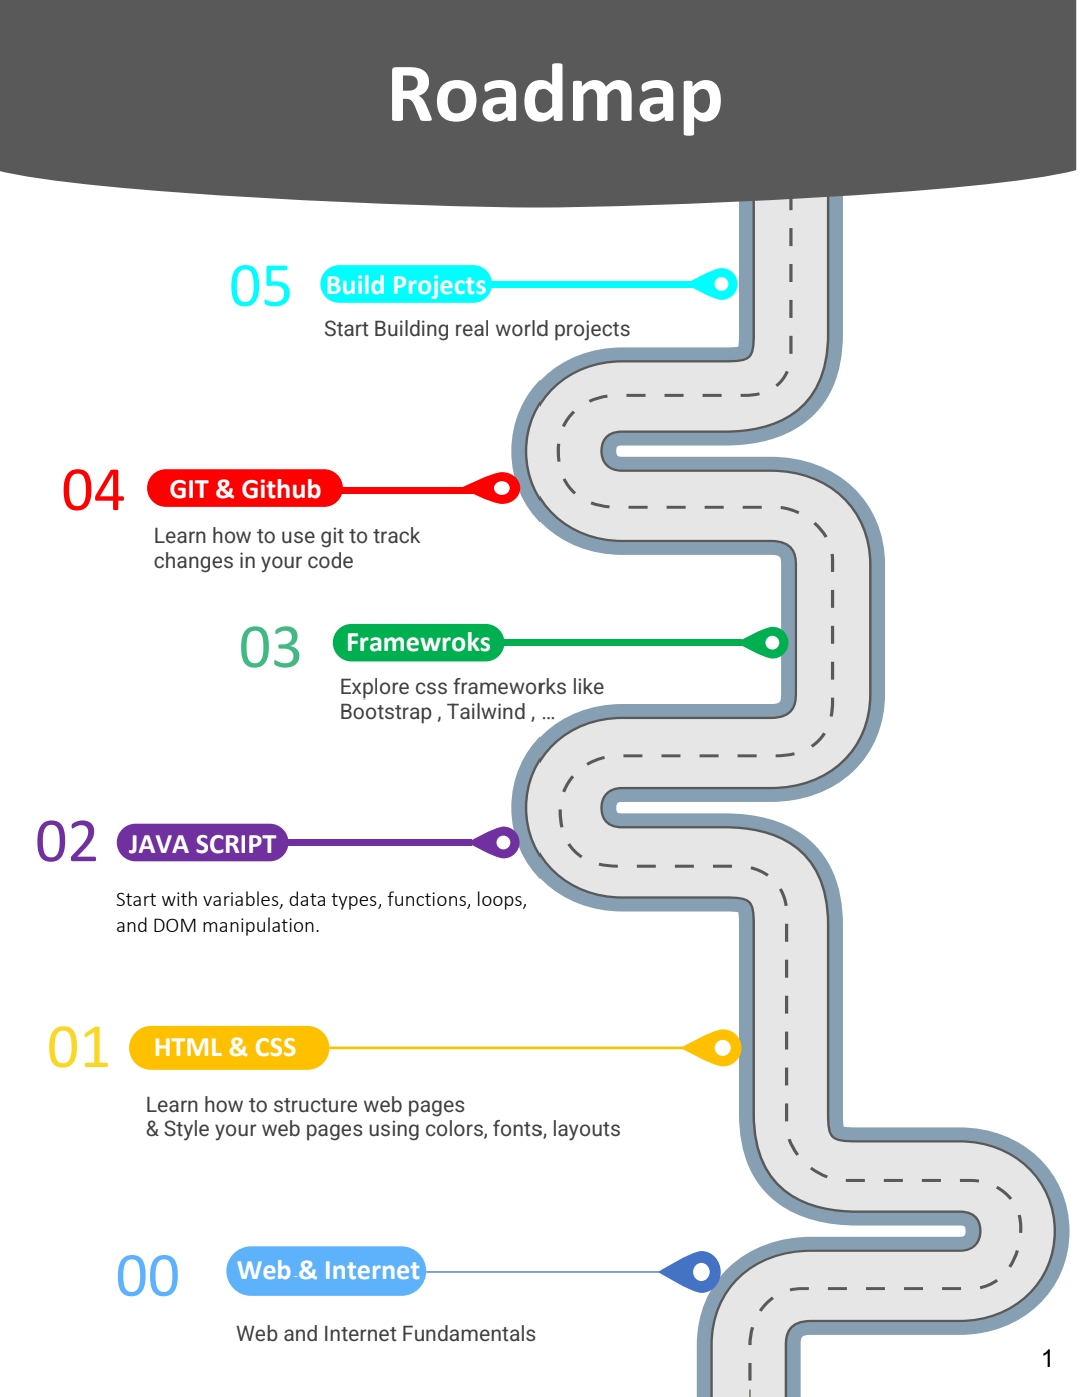 Roadmap
05
Build Projects
Start Building real world projects
04
GIT & Github
Learn how to use git to track
changes in your code
03
Framewroks
Explore css frameworks like
Bootstrap , Tailwind , ...
02
JAVA SCRIPT
Start with variables, data types, functions, loops,
and DOM manipulation.
01
HTML & CSS
Learn how to structure web pages
& Style your web pages using colors, fonts, layouts
00
Web & Internet
Web and Internet Fundamentals
1